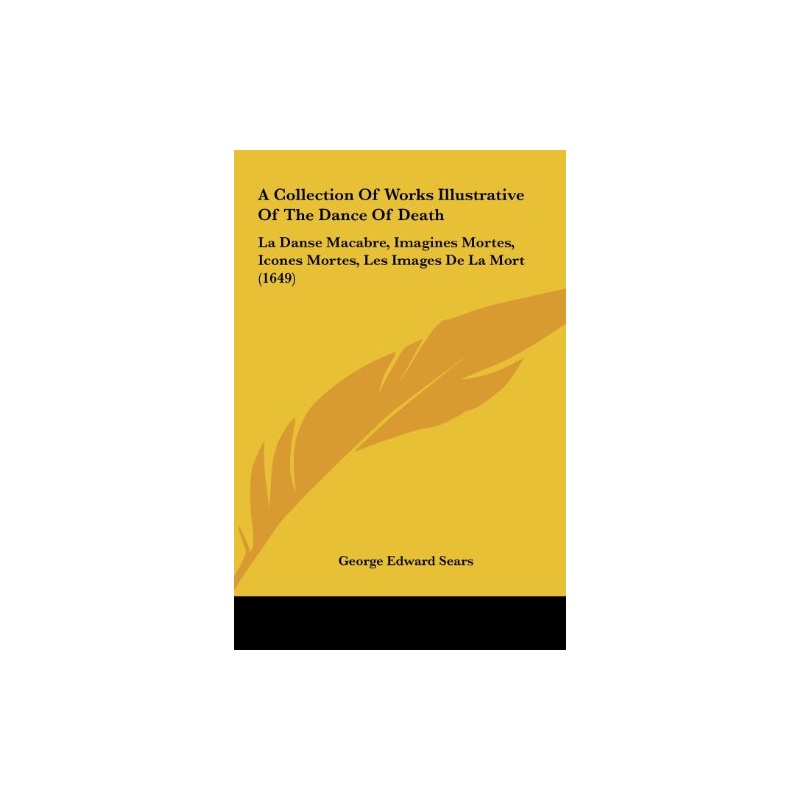 A Collection Of Works Illustrative
Of The Dance Of Death
La Danse Macabre, Imagines Mortes,
Icones Mortes, Les Images De La Mort
(1649)
George Edward Sears